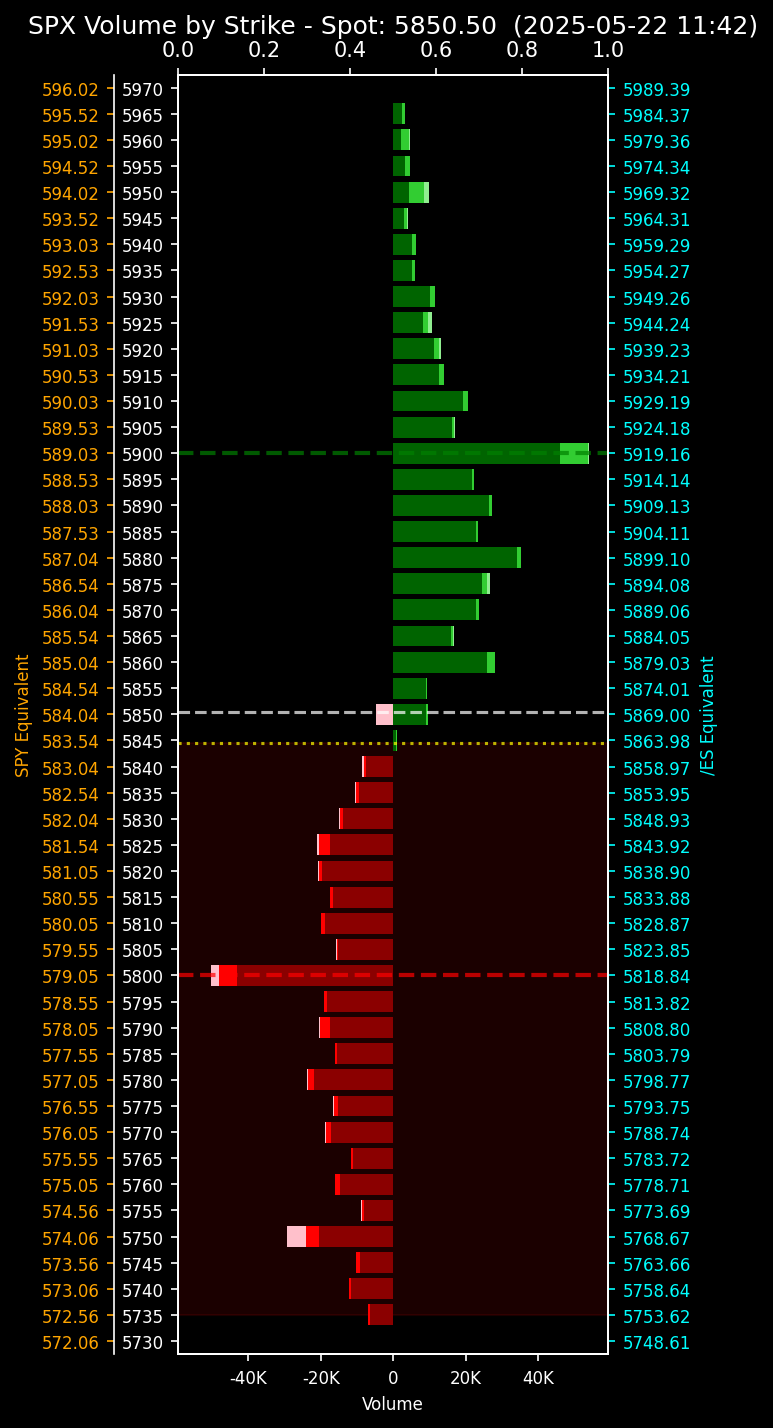 SPX Volume by Strike - Spot: 5850.50 (2025-05-22 11:42)
0.0 0.2 0.4 0.6 0.8 1.0
596.02 5970 5989.39
595.52 5965 5984.37
595.02 5960 5979.36
594.52 5955 5974.34
594.02 5950 5969.32
593.52 5945 5964.31
593.03 5940 5959.29
592.53 5935 5954.27
592.03 5930 5949.26
591.53 5925 5944.24
591.03 5920 5939.23
590.53 5915 5934.21
590.03 5910 5929.19
589.53 5905 5924.18
589.03 5900 5919.16
588.53 5895 5914.14
588.03 5890 5909.13
587.53 5885 5904.11
587.04 5880 5899.10
586.54 5875 5894.08
586.04 5870 5889.06
585.54 5865 5884.05
585.04 5860 5879.03
584.54 5855 5874.01
584.04 5850 5869.00
583.54 5845 5863.98
583.04 5840 5858.97
582.54 5835 5853.95
582.04 5830 5848.93
581.54 5825 5843.92
581.05 5820 5838.90
580.55 5815 5833.88
580.05 5810 5828.87
579.55 5805 5823.85
579.05 5800 5818.84
578.55 5795 5813.82
578.05 5790 5808.80
577.55 5785 5803.79
577.05 5780 5798.77
576.55 5775 5793.75
576.05 5770 5788.74
575.55 5765 5783.72
575.05 5760 5778.71
574.56 5755 5773.69
574.06 5750 5768.67
573.56 5745 5763.66
573.06 5740 5758.64
572.56 5735 5753.62
572.06 5730 5748.61
SPY Equivalent
/ES Equivalent
-40K -20K 0 20K 40K
Volume